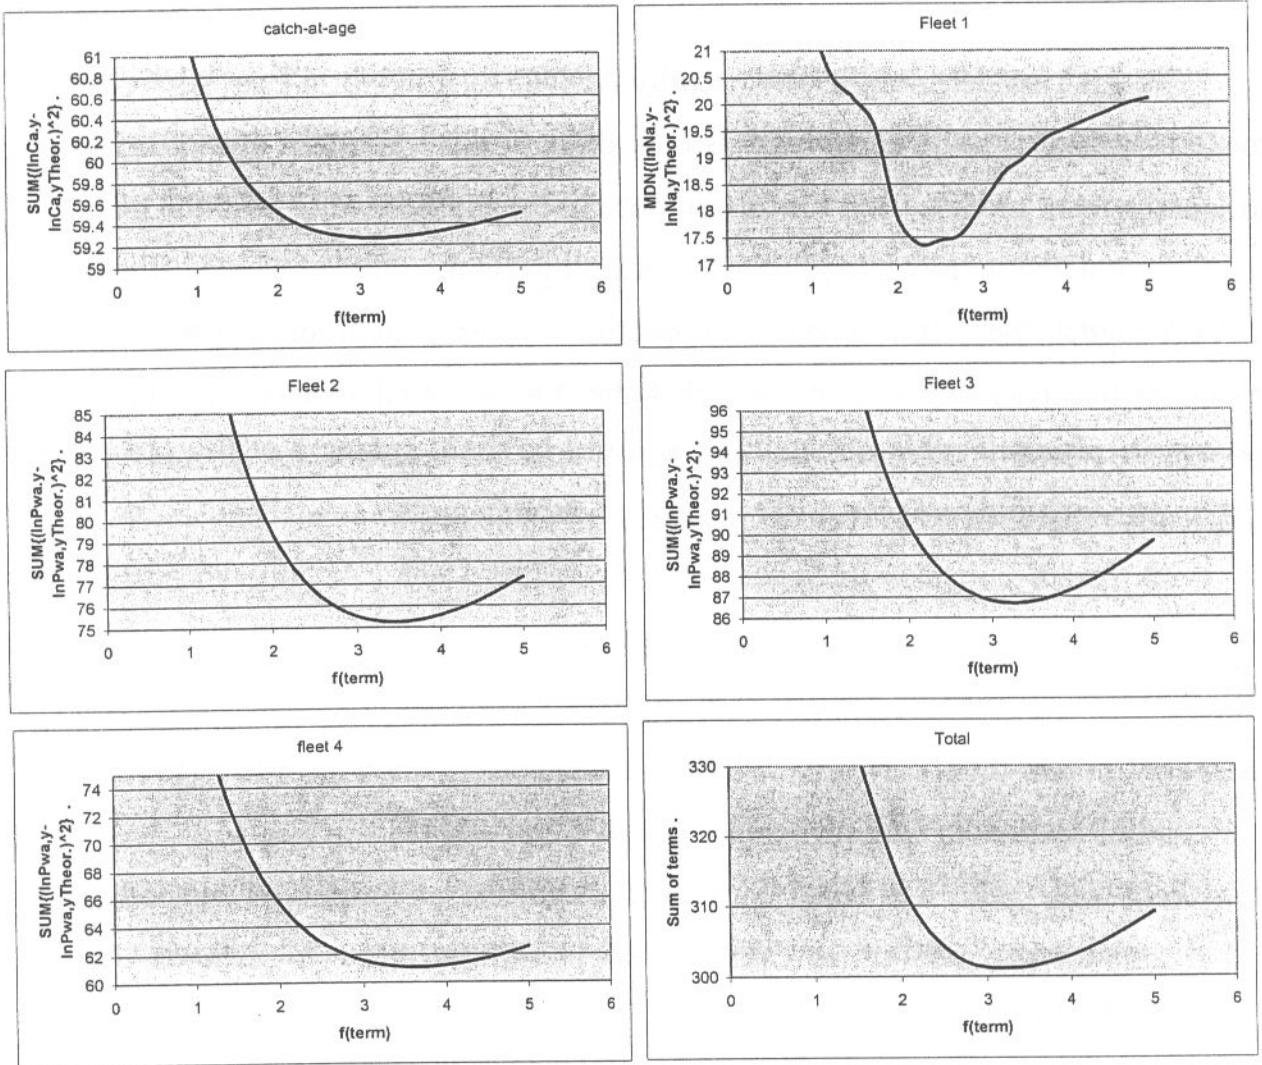 catch-at-age
SUM{(lnCa.y-
lnCa,yTheor.)^2} .
61
60.8
60.6
60.4
60.2
60
59.8
59.6
59.4
59.2
59
0 1 2 3 4 5 6
f(term)
Fleet 1
MDN{(lnNa.y-
lnNa,yTheor.)^2} .
21
20.5
20
19.5
19
18.5
18
17.5
17
0 1 2 3 4 5 6
f(term)
Fleet 2
SUM{(lnPwa.y-
lnPwa,yTheor.)^2} .
85
84
83
82
81
80
79
78
77
76
75
0 1 2 3 4 5 6
f(term)
Fleet 3
SUM{(lnPwa.y-
lnPwa,yTheor.)^2} .
96
95
94
93
92
91
90
89
88
87
86
0 1 2 3 4 5 6
f(term)
fleet 4
SUM{(lnPwa,y-
lnPwa,yTheor.)^2} .
74
72
70
68
66
64
62
60
0 1 2 3 4 5 6
f(term)
Total
Sum of terms .
330
320
310
300
0 1 2 3 4 5 6
f(term)